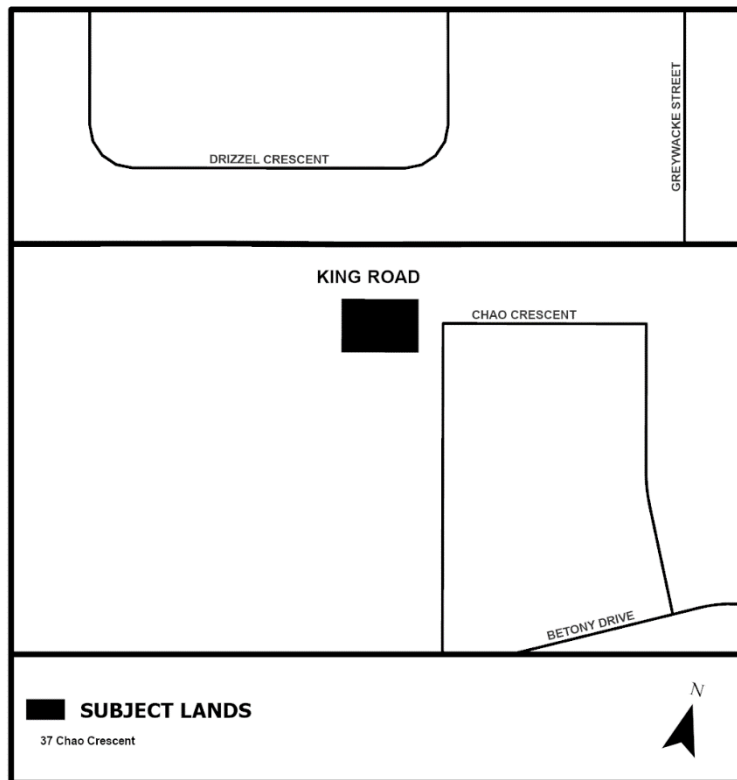 DRIZZEL CRESCENT
GREYWACKE STREET
KING ROAD
CHAO CRESCENT
BETONY DRIVE
SUBJECT LANDS
37 Chao Crescent
N